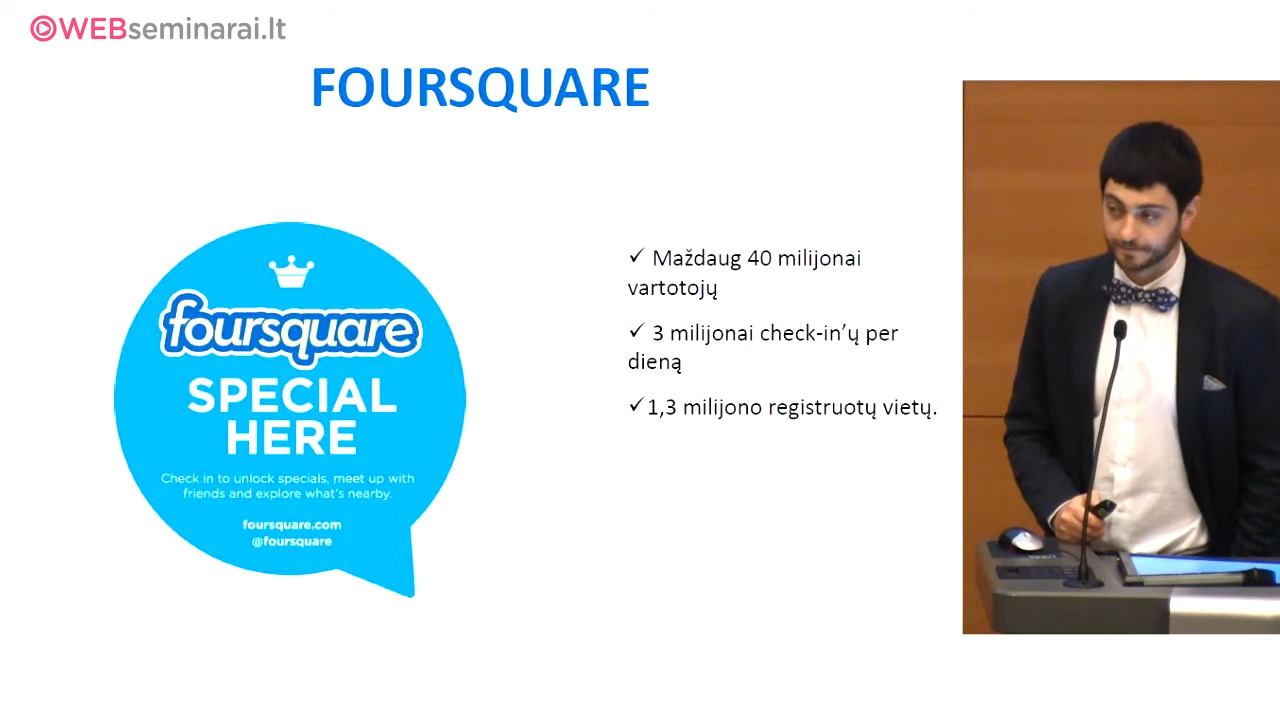 WEBseminarai.lt
FOURSQUARE
foursquare
SPECIAL
HERE
Check in to unlock specials, meet up with
friends and explore what's nearby.
foursquare.com
@foursquare
✓ Maždaug 40 milijonai
vartotojų
✓ 3 milijonai check-in’ų per
dieną
✓1,3 milijono registruotų vietų.